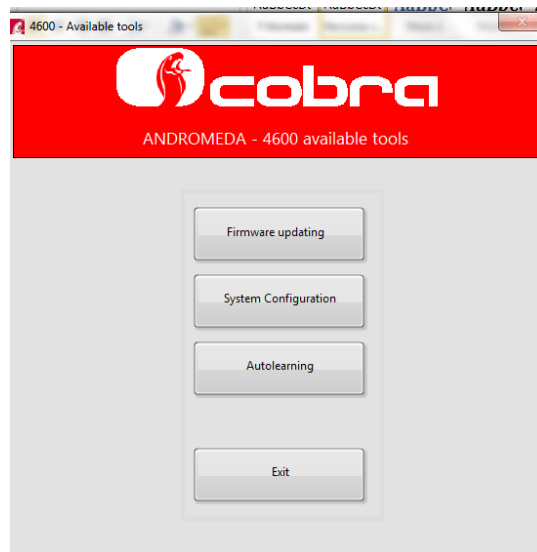 4600 - Available tools
cobra
ANDROMEDA - 4600 available tools
Firmware updating
System Configuration
Autolearning
Exit